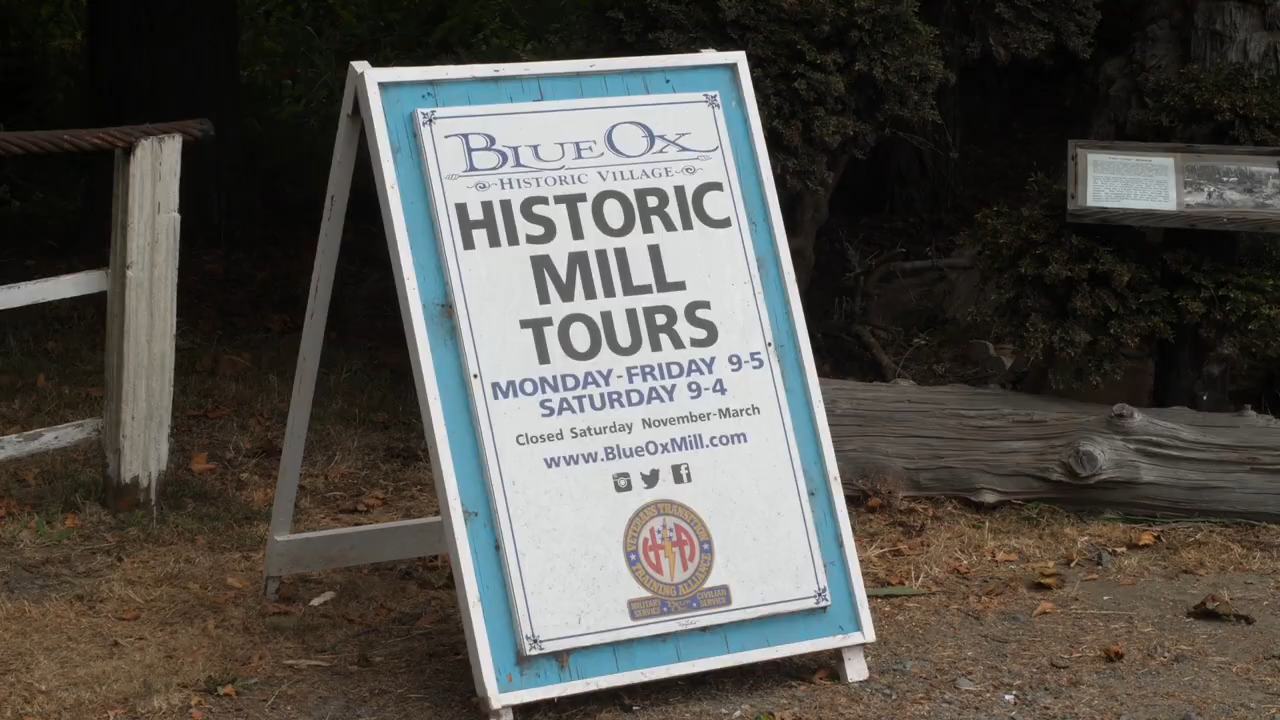 BLUE OX
HISTORIC VILLAGE
HISTORIC
MILL
TOURS
MONDAY-FRIDAY 9-5
SATURDAY 9-4
Closed Saturday November-March
www.BlueOxMill.com
VETERANS TRANSITION
TRAINING ALLIANCE
MILITARY SERVICE
CIVILIAN SERVICE